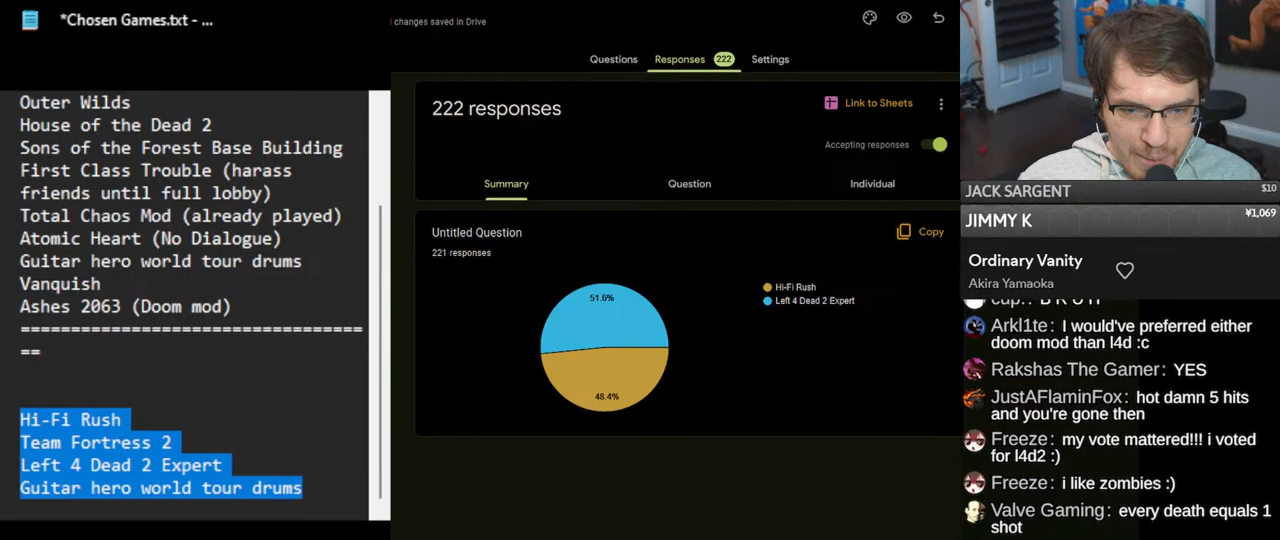 *Chosen Games.txt - ...
Outer Wilds
House of the Dead 2
Sons of the Forest Base Building
First Class Trouble (harass
friends until full lobby)
Total Chaos Mod (already played)
Atomic Heart (No Dialogue)
Guitar hero world tour drums
Vanquish
Ashes 2063 (Doom mod)
===============================
==
Hi-Fi Rush
Team Fortress 2
Left 4 Dead 2 Expert
Guitar hero world tour drums
changes saved in Drive
Questions
Responses 222
Settings
222 responses
Link to Sheets
Accepting responses
Summary
Question
Individual
Untitled Question
Copy
221 responses
51.6%
48.4%
Hi-Fi Rush
Left 4 Dead 2 Expert
JACK SARGENT $10
JIMMY K ¥1,069
Ordinary Vanity
Akira Yamaoka
Arkl1te: I would've preferred either
doom mod than l4d :c
Rakshas The Gamer: YES
JustAFlaminFox: hot damn 5 hits
and you're gone then
Freeze: my vote mattered!!! i voted
for l4d2 :)
Freeze: i like zombies :)
Valve Gaming: every death equals 1
shot